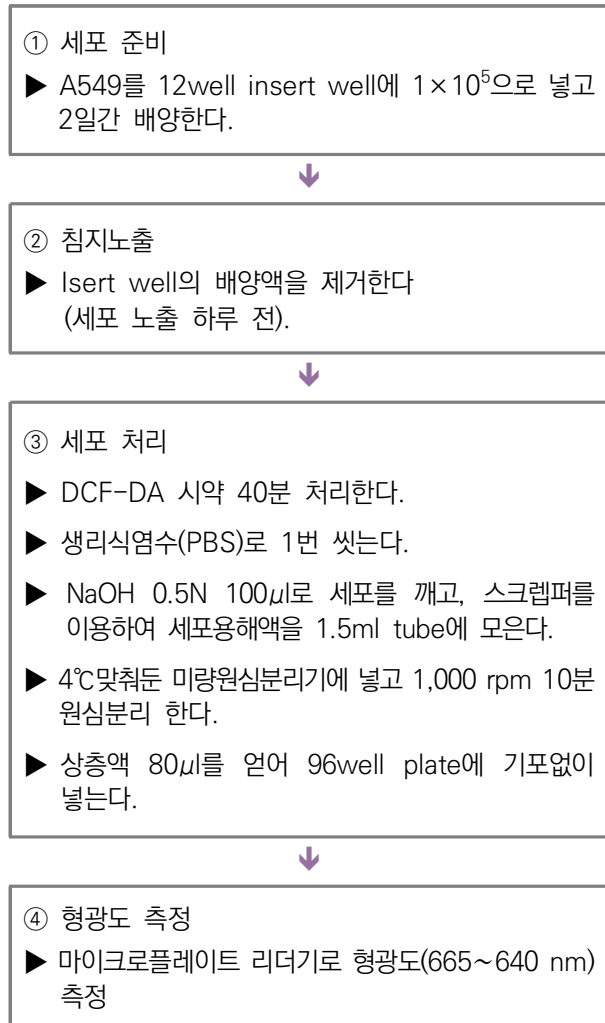 ① 세포 준비
▶ A549를 12well insert well에 1×10⁵으로 넣고
2일간 배양한다.
② 침지노출
▶ Isert well의 배양액을 제거한다
(세포 노출 하루 전).
③ 세포 처리
▶ DCF-DA 시약 40분 처리한다.
▶ 생리식염수(PBS)로 1번 씻는다.
▶ NaOH 0.5N 100μl로 세포를 깨고, 스크렙퍼를
이용하여 세포용해액을 1.5ml tube에 모은다.
▶ 4℃맞춰둔 미량원심분리기에 넣고 1,000 rpm 10분
원심분리 한다.
▶ 상층액 80μl를 얻어 96well plate에 기포없이
넣는다.
④ 형광도 측정
▶ 마이크로플레이트 리더기로 형광도(665~640 nm)
측정